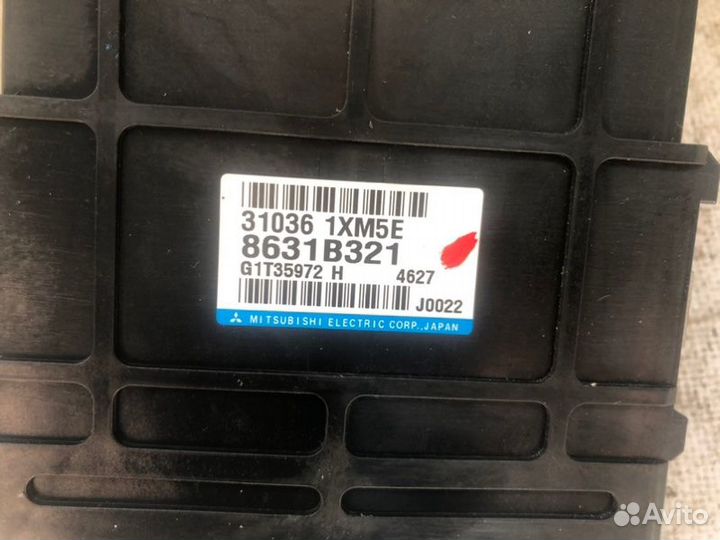 31036 1XM5E
8631B321
G1T35972 H 4627
J0022
MITSUBISHI ELECTRIC CORP., JAPAN
Avito